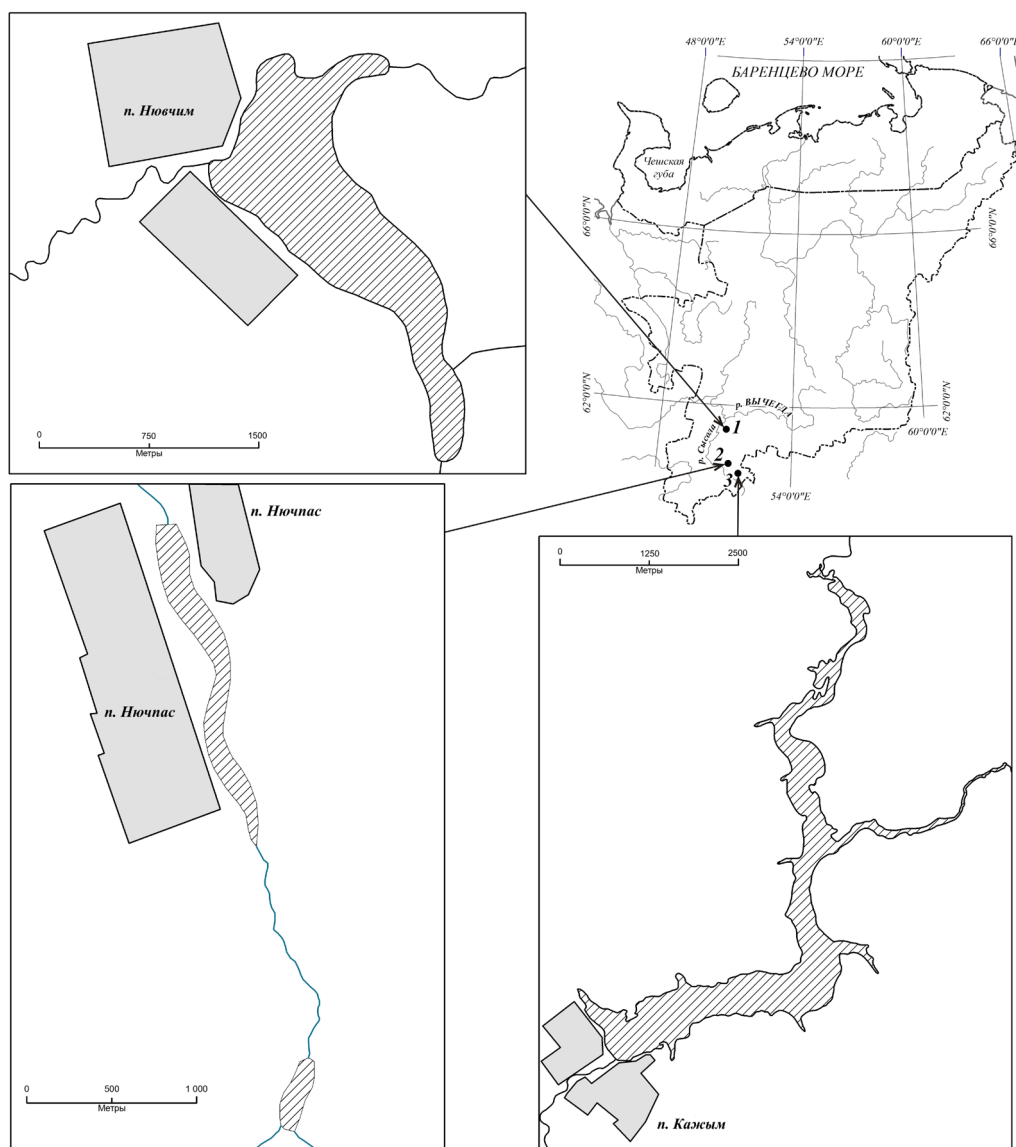 п. Нювчим
0 750 1500
Метры
48°0'0"E 54°0'0"E 60°0'0"E 66°0'0"E
БАРЕНЦЕВО МОРЕ
Чешская
губа
66°0'0"N
66°0'0"N
62°0'0"N
62°0'0"N
р. ВЫЧЕГДА
р. Сысола
1
2
3
60°0'0"E
54°0'0"E
п. Нючпас
п. Нючпас
0 500 1 000
Метры
0 1250 2500
Метры
п. Кажым